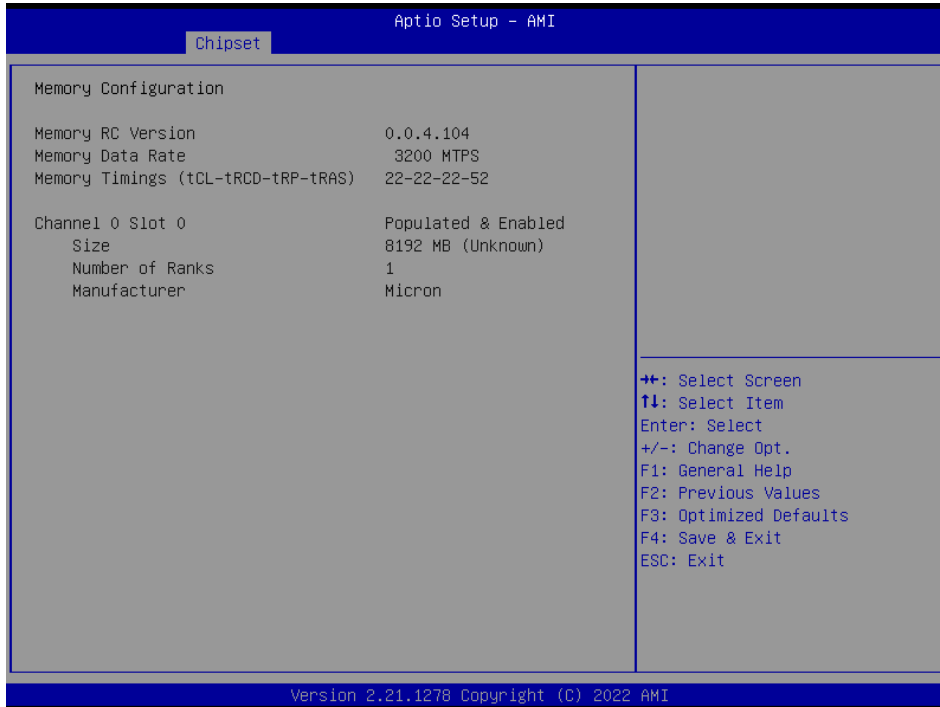 Aptio Setup – AMI
Chipset
Memory Configuration
Memory RC Version 0.0.4.104
Memory Data Rate 3200 MTPS
Memory Timings (tCL-tRCD-tRP-tRAS) 22-22-22-52
Channel 0 Slot 0 Populated & Enabled
Size 8192 MB (Unknown)
Number of Ranks 1
Manufacturer Micron
→←: Select Screen
↑↓: Select Item
Enter: Select
+/-: Change Opt.
F1: General Help
F2: Previous Values
F3: Optimized Defaults
F4: Save & Exit
ESC: Exit
Version 2.21.1278 Copyright (C) 2022 AMI